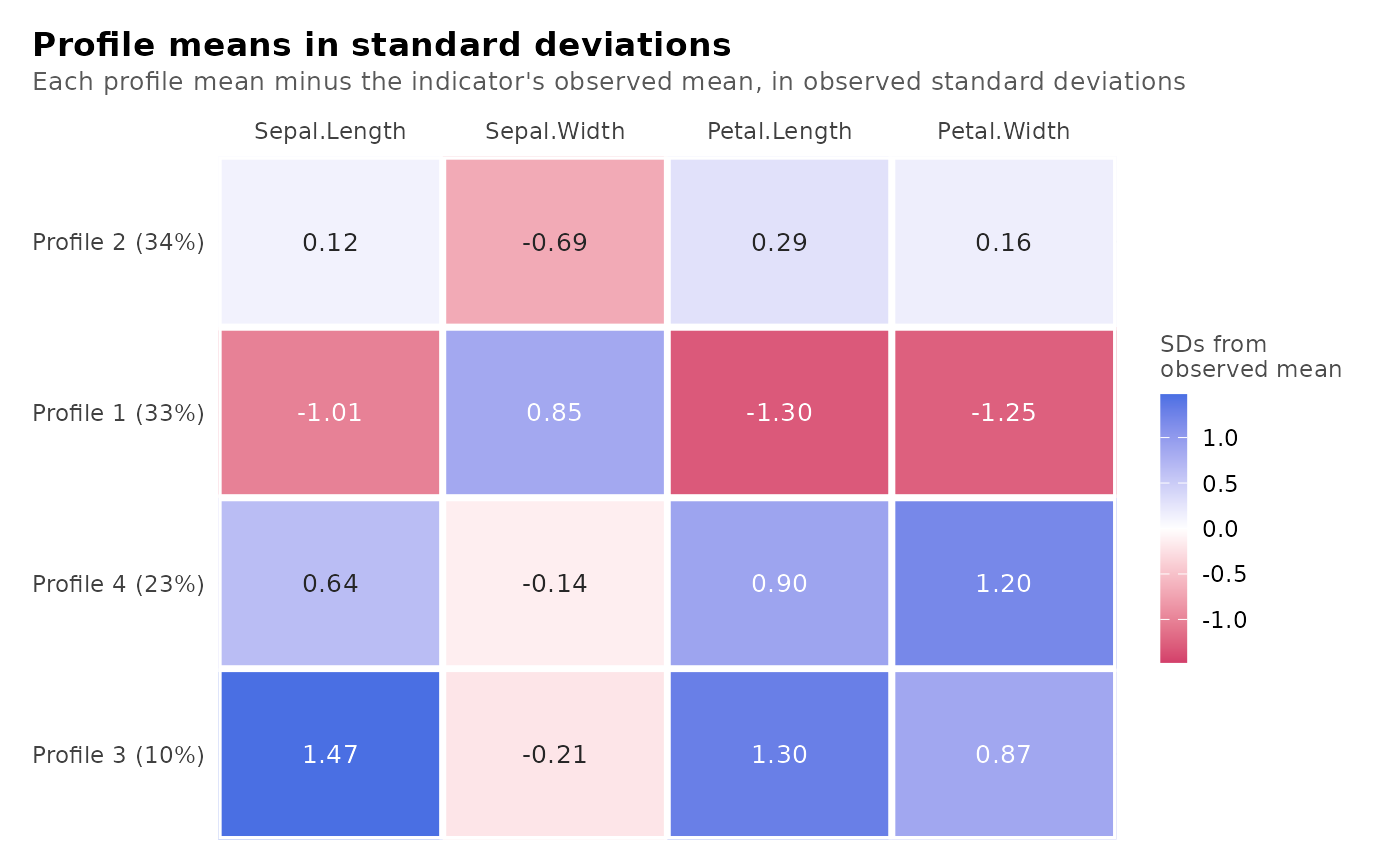 Profile means in standard deviations
Each profile mean minus the indicator's observed mean, in observed standard deviations
Sepal.Length Sepal.Width Petal.Length Petal.Width
Profile 2 (34%) 0.12 -0.69 0.29 0.16
Profile 1 (33%) -1.01 0.85 -1.30 -1.25
Profile 4 (23%) 0.64 -0.14 0.90 1.20
Profile 3 (10%) 1.47 -0.21 1.30 0.87
SDs from
observed mean
1.0
0.5
0.0
-0.5
-1.0